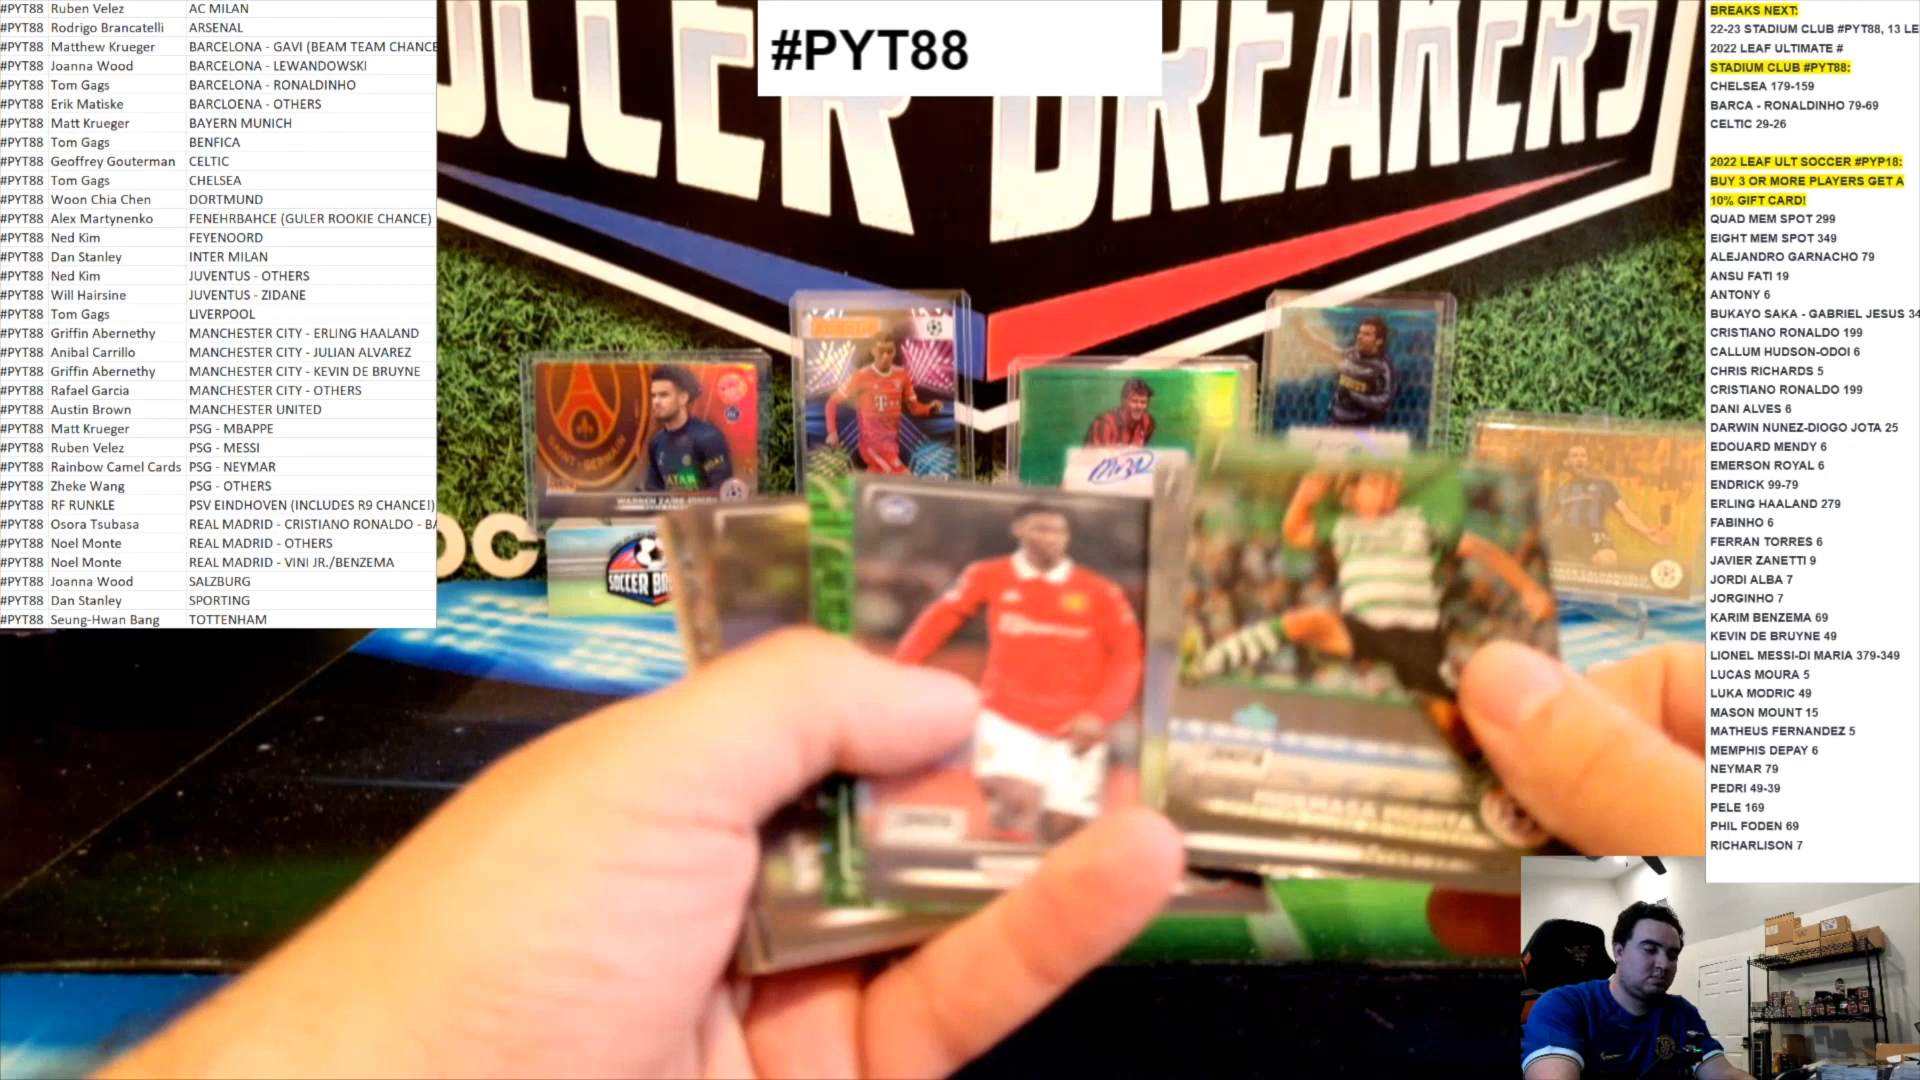 #PYT88 Ruben Velez AC MILAN
#PYT88 Rodrigo Brancatelli ARSENAL
#PYT88 Matthew Krueger BARCELONA - GAVI (BEAM TEAM CHANCE
#PYT88 Joanna Wood BARCELONA - LEWANDOWSKI
#PYT88 Tom Gags BARCELONA - RONALDINHO
#PYT88 Erik Matiske BARCLOENA - OTHERS
#PYT88 Matt Krueger BAYERN MUNICH
#PYT88 Tom Gags BENFICA
#PYT88 Geoffrey Gouterman CELTIC
#PYT88 Tom Gags CHELSEA
#PYT88 Woon Chia Chen DORTMUND
#PYT88 Alex Martynenko FENEHRBAHCE (GULER ROOKIE CHANCE)
#PYT88 Ned Kim FEYENOORD
#PYT88 Dan Stanley INTER MILAN
#PYT88 Ned Kim JUVENTUS - OTHERS
#PYT88 Will Hairsine JUVENTUS - ZIDANE
#PYT88 Tom Gags LIVERPOOL
#PYT88 Griffin Abernethy MANCHESTER CITY - ERLING HAALAND
#PYT88 Anibal Carrillo MANCHESTER CITY - JULIAN ALVAREZ
#PYT88 Griffin Abernethy MANCHESTER CITY - KEVIN DE BRUYNE
#PYT88 Rafael Garcia MANCHESTER CITY - OTHERS
#PYT88 Austin Brown MANCHESTER UNITED
#PYT88 Matt Krueger PSG - MBAPPE
#PYT88 Ruben Velez PSG - MESSI
#PYT88 Rainbow Camel Cards PSG - NEYMAR
#PYT88 Zheke Wang PSG - OTHERS
#PYT88 RF RUNKLE PSV EINDHOVEN (INCLUDES R9 CHANCE!)
#PYT88 Osora Tsubasa REAL MADRID - CRISTIANO RONALDO - BA
#PYT88 Noel Monte REAL MADRID - OTHERS
#PYT88 Noel Monte REAL MADRID - VINI JR./BENZEMA
#PYT88 Joanna Wood SALZBURG
#PYT88 Dan Stanley SPORTING
#PYT88 Seung-Hwan Bang TOTTENHAM
#PYT88
SOCCER BREAKERS
HIDEMASA MORITA
BREAKS NEXT:
22-23 STADIUM CLUB #PYT88, 13 LE
2022 LEAF ULTIMATE #
STADIUM CLUB #PYT88:
CHELSEA 179-159
BARCA - RONALDINHO 79-69
CELTIC 29-26
2022 LEAF ULT SOCCER #PYP18:
BUY 3 OR MORE PLAYERS GET A
10% GIFT CARD!
QUAD MEM SPOT 299
EIGHT MEM SPOT 349
ALEJANDRO GARNACHO 79
ANSU FATI 19
ANTONY 6
BUKAYO SAKA - GABRIEL JESUS 34
CRISTIANO RONALDO 199
CALLUM HUDSON-ODOI 6
CHRIS RICHARDS 5
CRISTIANO RONALDO 199
DANI ALVES 6
DARWIN NUNEZ-DIOGO JOTA 25
EDOUARD MENDY 6
EMERSON ROYAL 6
ENDRICK 99-79
ERLING HAALAND 279
FABINHO 6
FERRAN TORRES 6
JAVIER ZANETTI 9
JORDI ALBA 7
JORGINHO 7
KARIM BENZEMA 69
KEVIN DE BRUYNE 49
LIONEL MESSI-DI MARIA 379-349
LUCAS MOURA 5
LUKA MODRIC 49
MASON MOUNT 15
MATHEUS FERNANDEZ 5
MEMPHIS DEPAY 6
NEYMAR 79
PEDRI 49-39
PELE 169
PHIL FODEN 69
RICHARLISON 7